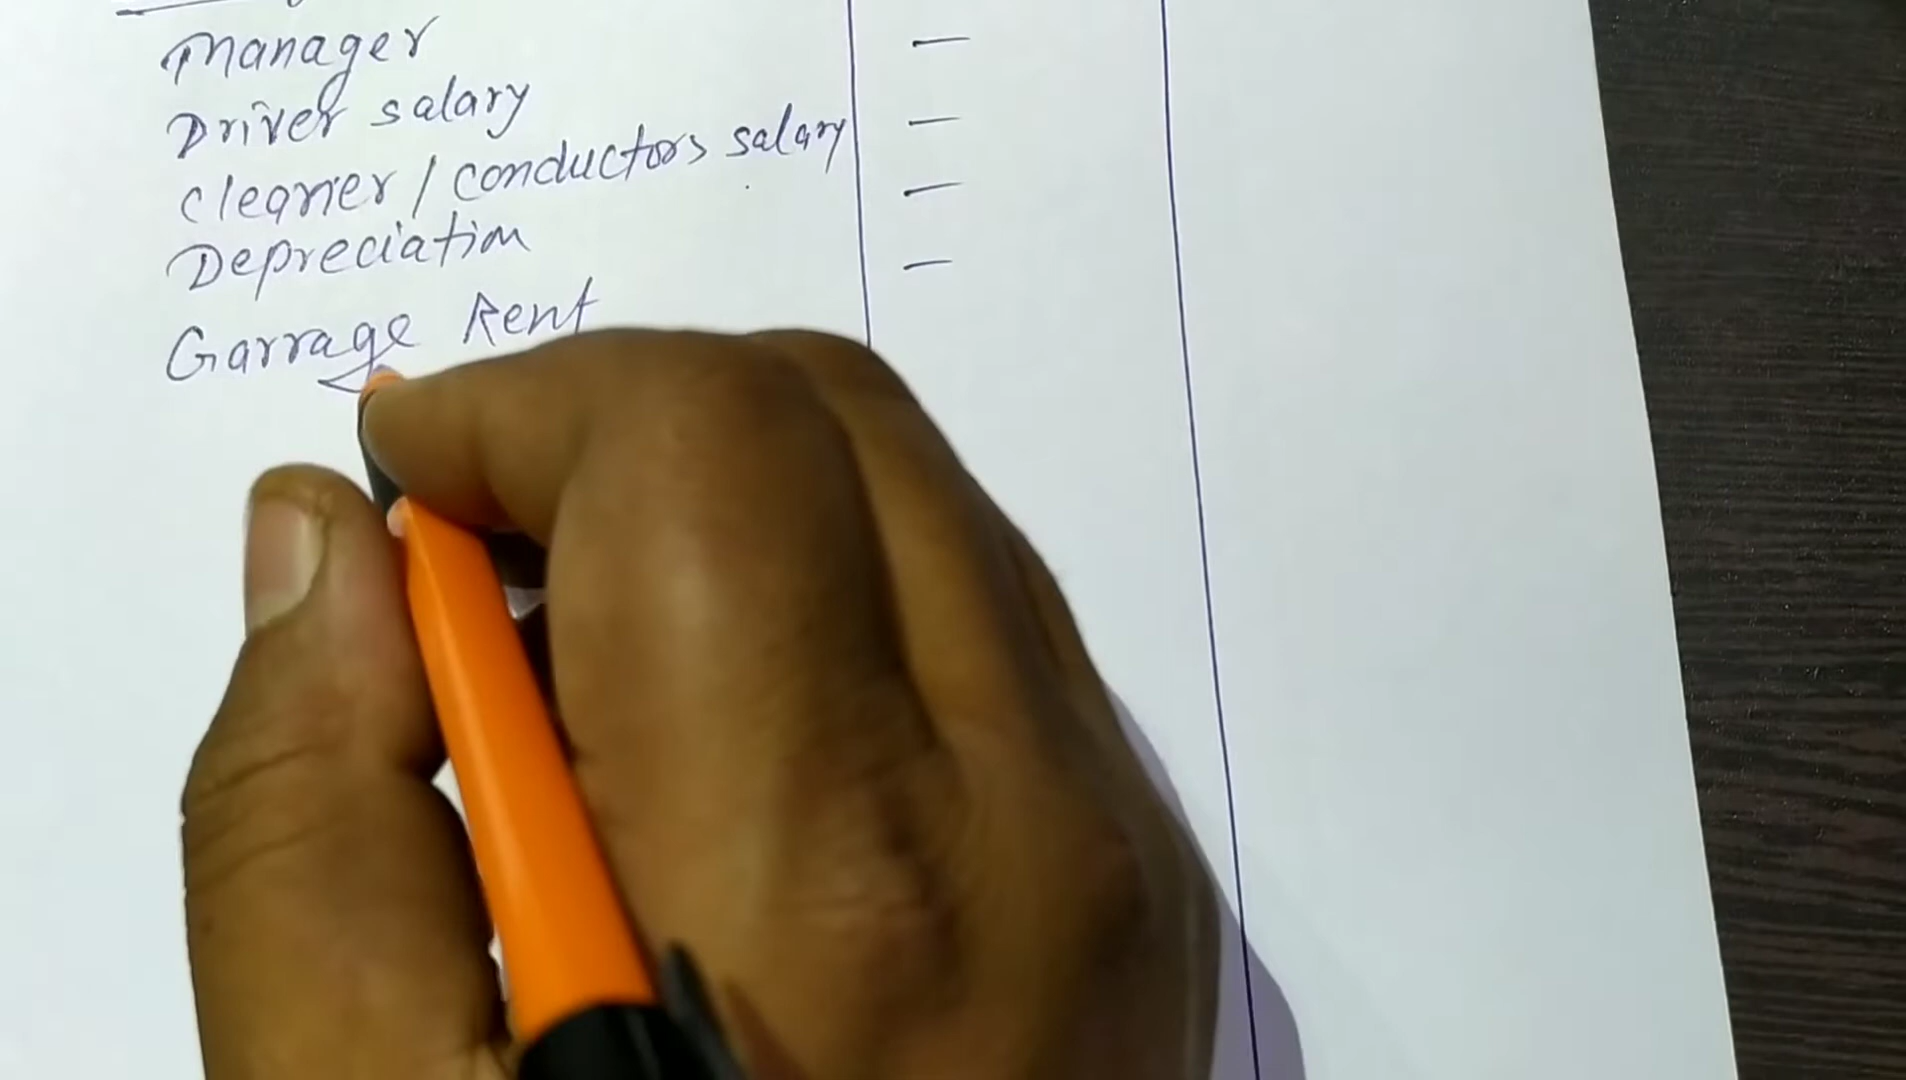 Manager —
Driver salary —
Cleaner / conductors salary —
Depreciation —
Garrage Rent